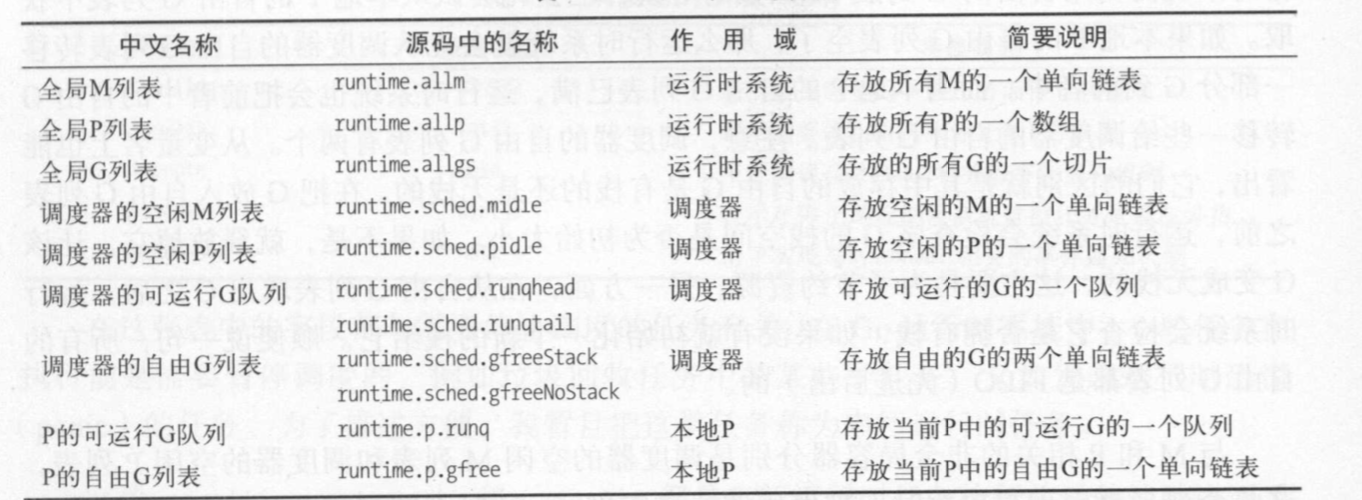 中文名称 源码中的名称 作用域 简要说明
全局M列表 runtime.allm 运行时系统 存放所有M的一个单向链表
全局P列表 runtime.allp 运行时系统 存放所有P的一个数组
全局G列表 runtime.allgs 运行时系统 存放的所有G的一个切片
调度器的空闲M列表 runtime.sched.midle 调度器 存放空闲的M的一个单向链表
调度器的空闲P列表 runtime.sched.pidle 调度器 存放空闲的P的一个单向链表
调度器的可运行G队列 runtime.sched.runqhead 调度器 存放可运行的G的一个队列
runtime.sched.runqtail
调度器的自由G列表 runtime.sched.gfreeStack 调度器 存放自由的G的两个单向链表
runtime.sched.gfreeNoStack
P的可运行G队列 runtime.p.runq 本地P 存放当前P中的可运行G的一个队列
P的自由G列表 runtime.p.gfree 本地P 存放当前P中的自由G的一个单向链表